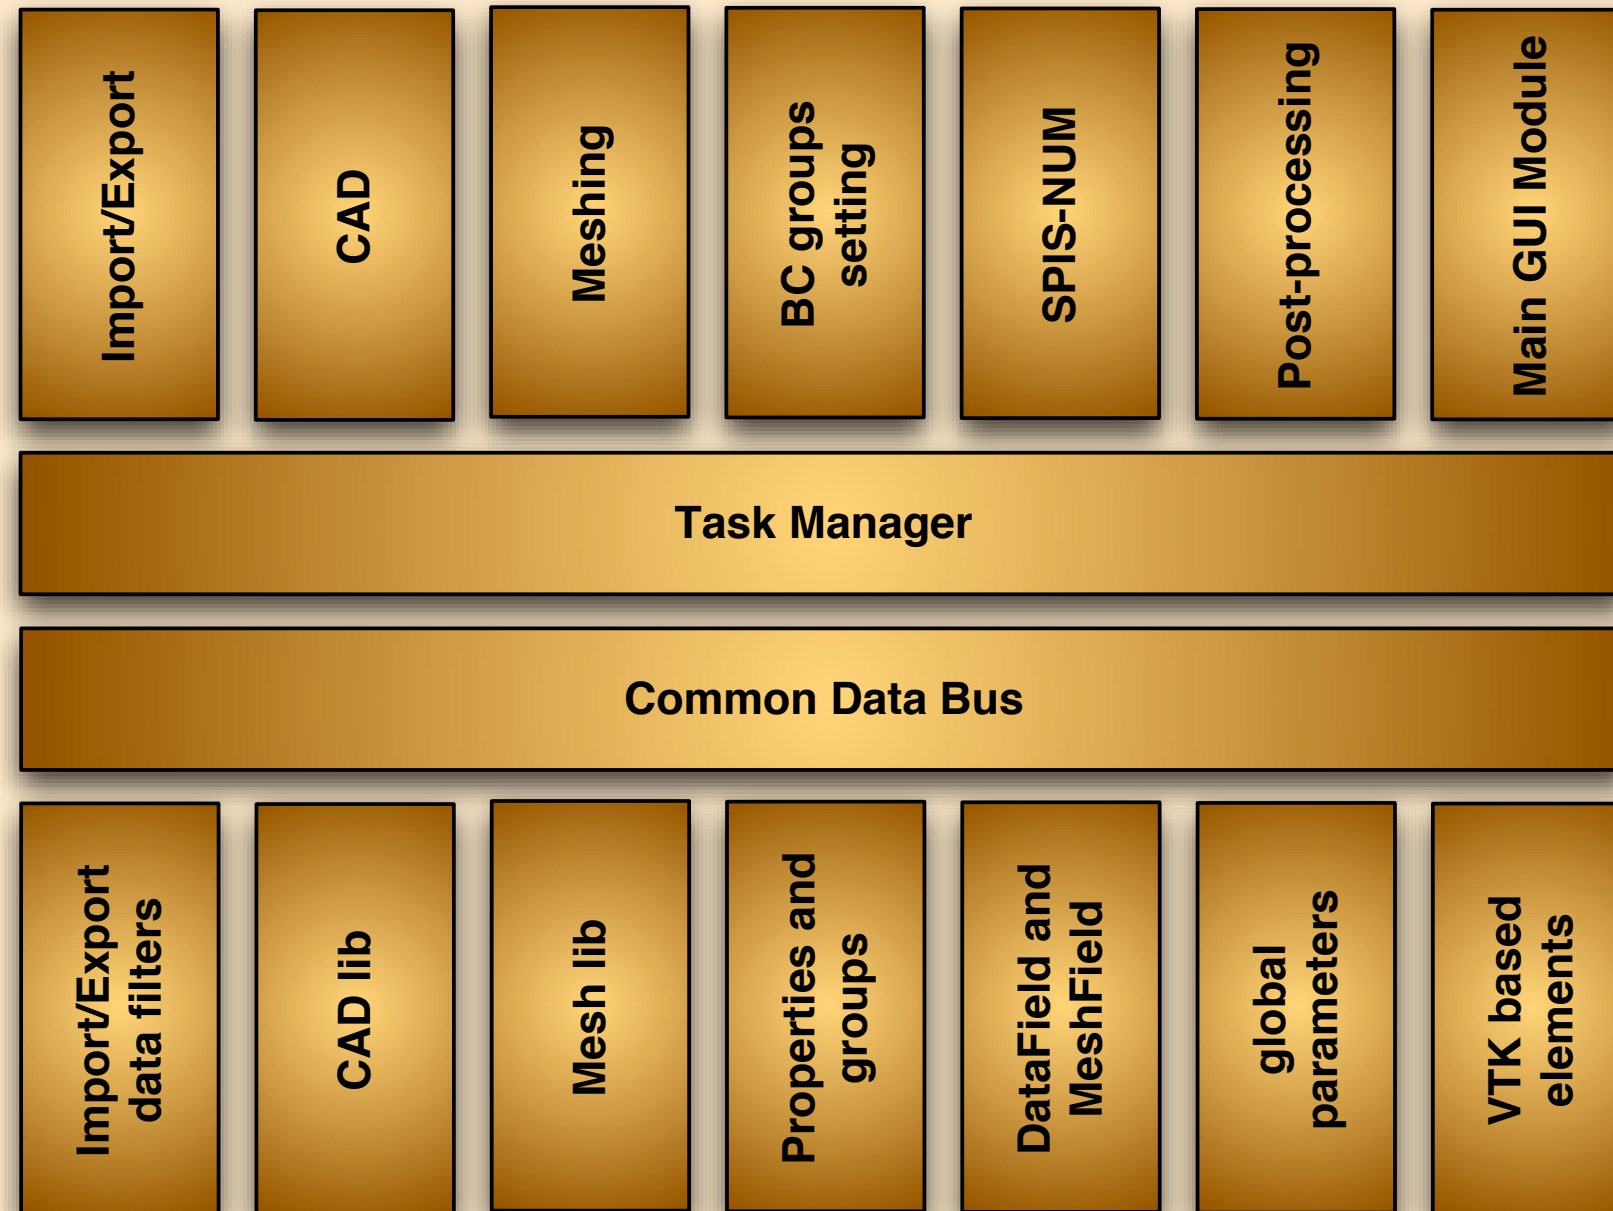 Import/Export
CAD
Meshing
BC groups
setting
SPIS-NUM
Post-processing
Main GUI Module
Task Manager
Common Data Bus
Import/Export
data filters
CAD lib
Mesh lib
Properties and
groups
DataField and
MeshField
global
parameters
VTK based
elements